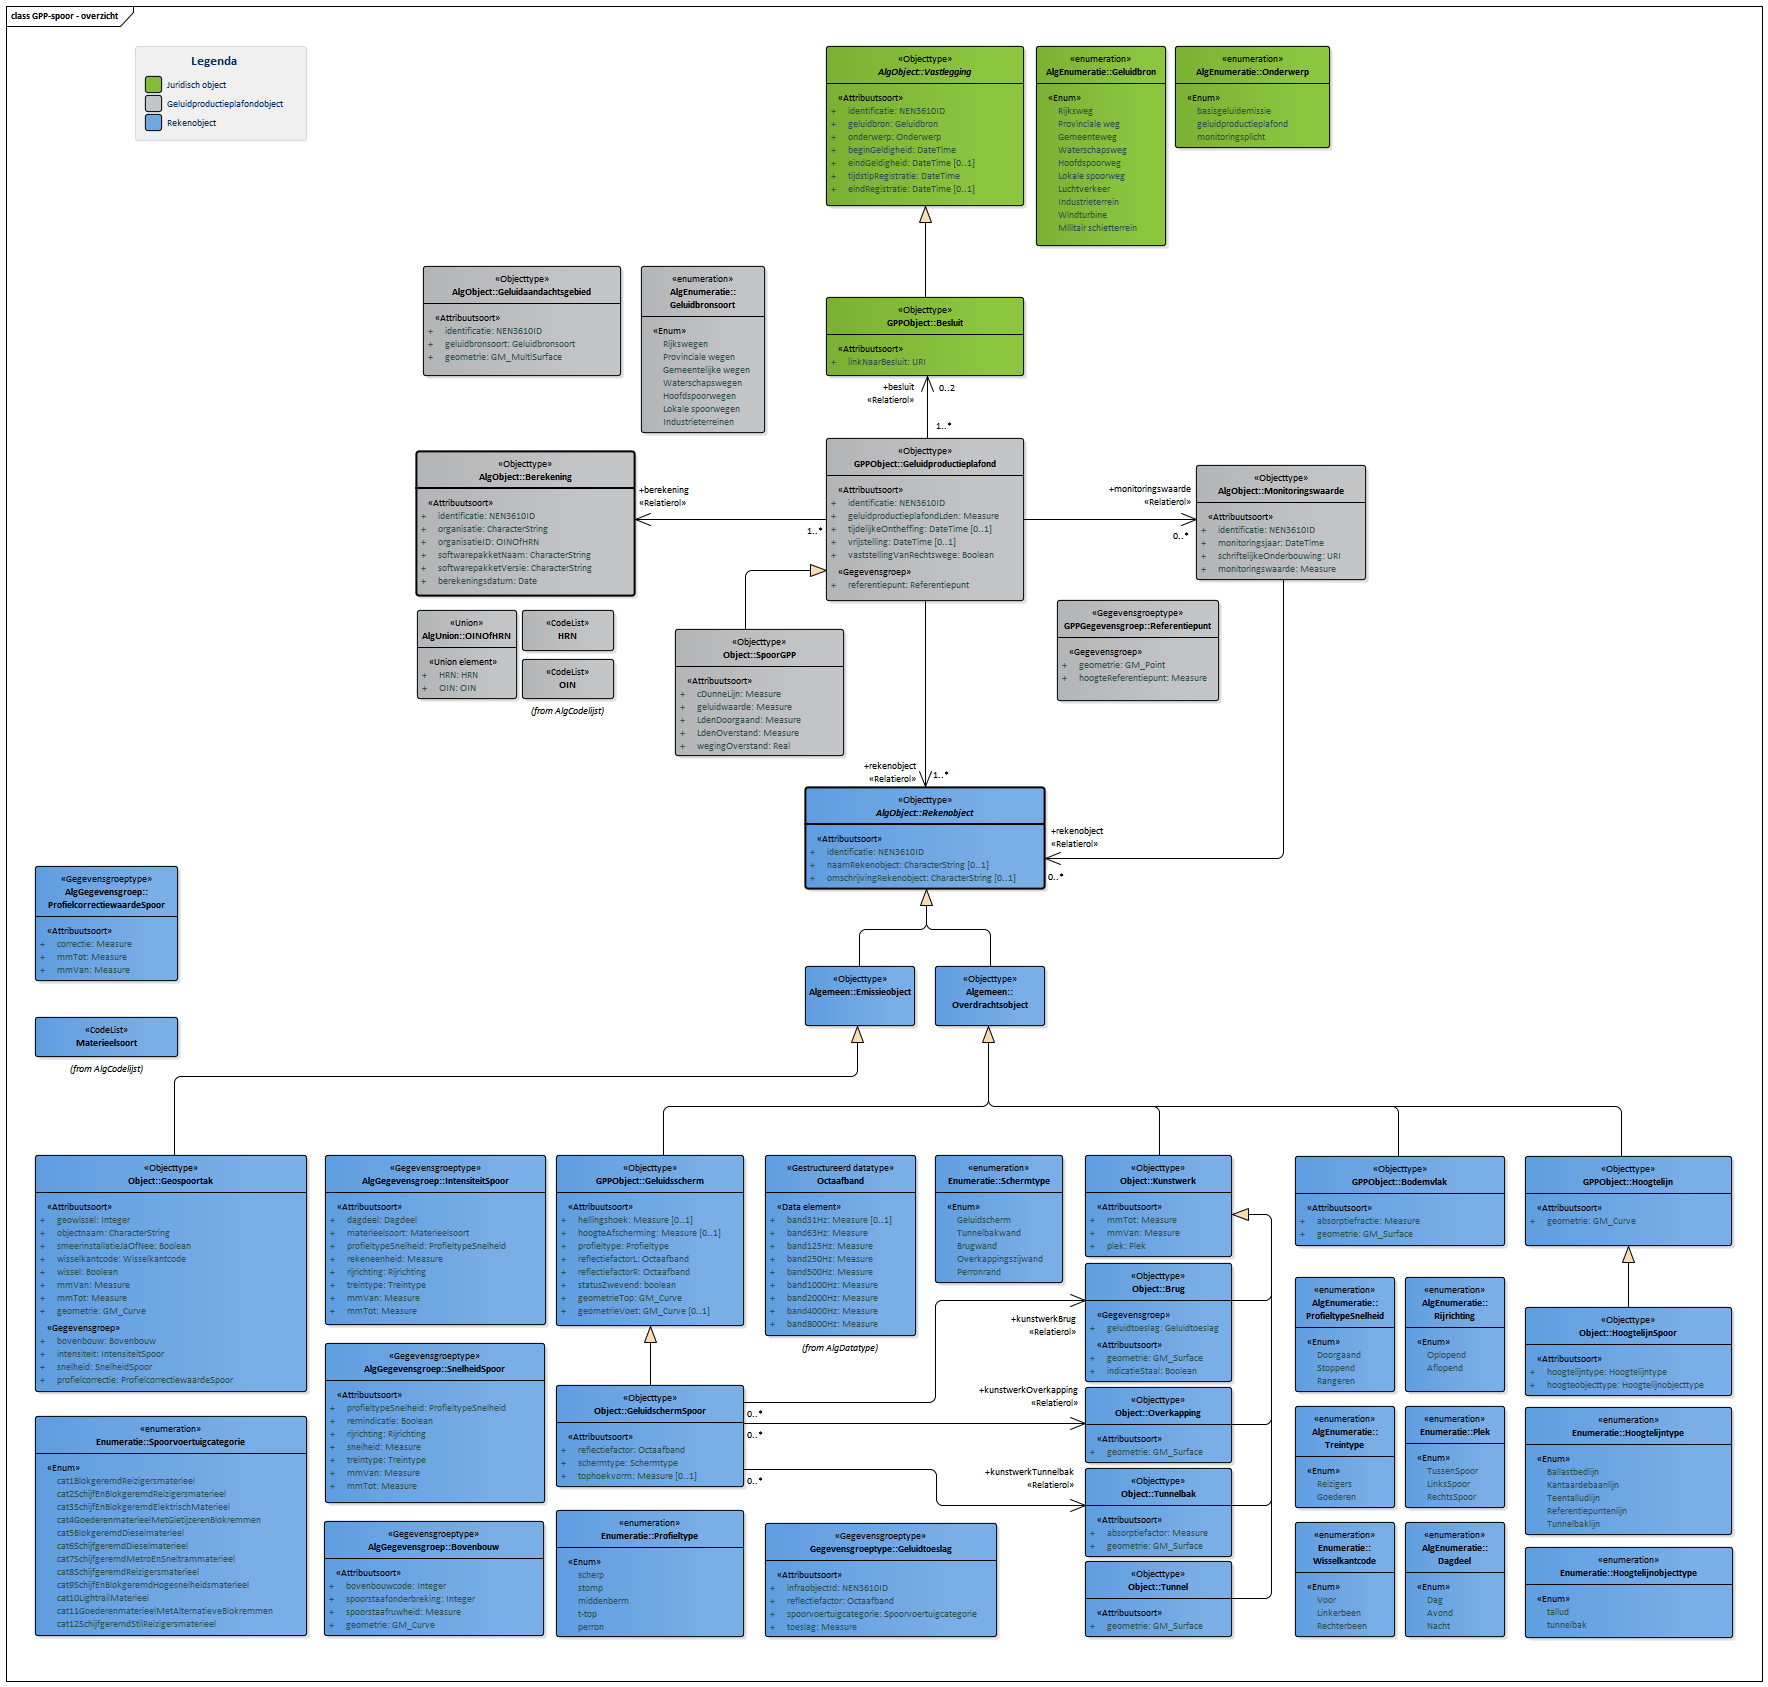 class GPP-spoor - overzicht
Legenda
Juridisch object
Geluidproductieplafondobject
Rekenobject
«Objecttype»
AlgObject::Vastlegging
«Attribuutsoort»
+ identificatie: NEN3610ID
+ geluidbron: Geluidbron
+ onderwerp: Onderwerp
+ beginGeldigheid: DateTime
+ eindGeldigheid: DateTime [0..1]
+ tijdstipRegistratie: DateTime
+ eindRegistratie: DateTime [0..1]
«enumeration»
AlgEnumeratie::Geluidbron
«Enum»
Rijksweg
Provinciale weg
Gemeenteweg
Waterschapsweg
Hoofdspoorweg
Lokale spoorweg
Luchtverkeer
Industrieterrein
Windturbine
Militair schietterrein
«enumeration»
AlgEnumeratie::Onderwerp
«Enum»
basisgeluidemissie
geluidproductieplafond
monitoringsplicht
«Objecttype»
AlgObject::Geluidaandachtsgebied
«Attribuutsoort»
+ identificatie: NEN3610ID
+ geluidbronsoort: Geluidbronsoort
+ geometrie: GM_MultiSurface
«enumeration»
AlgEnumeratie::
Geluidbronsoort
«Enum»
Rijkswegen
Provinciale wegen
Gemeentelijke wegen
Waterschapswegen
Hoofdspoorwegen
Lokale spoorwegen
Industrieterreinen
«Objecttype»
GPPObject::Besluit
«Attribuutsoort»
+ linkNaarBesluit: URI
+besluit
«Relatierol»
0..2
1..*
«Objecttype»
AlgObject::Berekening
«Attribuutsoort»
+ identificatie: NEN3610ID
+ organisatie: CharacterString
+ organisatieID: OINOfHRN
+ softwarepakketNaam: CharacterString
+ softwarepakketVersie: CharacterString
+ berekeningsdatum: Date
+berekening
«Relatierol»
1..*
«Objecttype»
GPPObject::Geluidproductieplafond
«Attribuutsoort»
+ identificatie: NEN3610ID
+ geluidproductieplafondLden: Measure
+ tijdelijkeOntheffing: DateTime [0..1]
+ vrijstelling: DateTime [0..1]
+ vaststellingVanRechtswege: Boolean
«Gegevensgroep»
+ referentiepunt: Referentiepunt
+monitoringswaarde
«Relatierol»
0..*
«Objecttype»
AlgObject::Monitoringswaarde
«Attribuutsoort»
+ identificatie: NEN3610ID
+ monitoringsjaar: DateTime
+ schriftelijkeOnderbouwing: URI
+ monitoringswaarde: Measure
«Union»
AlgUnion::OINOfHRN
«Union element»
+ HRN: HRN
+ OIN: OIN
«CodeList»
HRN
«CodeList»
OIN
(from AlgCodelijst)
«Objecttype»
Object::SpoorGPP
«Attribuutsoort»
+ cDunneLijn: Measure
+ geluidwaarde: Measure
+ LdenDoorgaand: Measure
+ LdenOverstand: Measure
+ wegingOverstand: Real
«Gegevensgroeptype»
GPPGegevensgroep::Referentiepunt
«Gegevensgroep»
+ geometrie: GM_Point
+ hoogteReferentiepunt: Measure
+rekenobject
«Relatierol»
1..*
«Objecttype»
AlgObject::Rekenobject
«Attribuutsoort»
+ identificatie: NEN3610ID
+ naamRekenobject: CharacterString [0..1]
+ omschrijvingRekenobject: CharacterString [0..1]
+rekenobject
«Relatierol»
0..*
«Gegevensgroeptype»
AlgGegevensgroep::
ProfielcorrectiewaardeSpoor
«Attribuutsoort»
+ correctie: Measure
+ mmTot: Measure
+ mmVan: Measure
«CodeList»
Materieelsoort
(from AlgCodelijst)
«Objecttype»
Algemeen::Emissieobject
«Objecttype»
Algemeen::
Overdrachtsobject
«Objecttype»
Object::Geospoortak
«Attribuutsoort»
+ geowissel: Integer
+ objectnaam: CharacterString
+ smeerinstallatieJaOfNee: Boolean
+ wisselkantcode: Wisselkantcode
+ wissel: Boolean
+ mmVan: Measure
+ mmTot: Measure
+ geometrie: GM_Curve
«Gegevensgroep»
+ bovenbouw: Bovenbouw
+ intensiteit: IntensiteitSpoor
+ snelheid: SnelheidSpoor
+ profielcorrectie: ProfielcorrectiewaardeSpoor
«enumeration»
Enumeratie::Spoorvoertuigcategorie
«Enum»
cat1BlokgeremdReizigersmaterieel
cat2SchijfEnBlokgeremdReizigersmaterieel
cat3SchijfEnBlokgeremdElektrischMaterieel
cat4GoederenmaterieelMetGietijzerenBlokremmen
cat5BlokgeremdDieselmaterieel
cat6SchijfgeremdDieselmaterieel
cat7SchijfgeremdMetroEnSneltrammaterieel
cat8SchijfgeremdReizigersmaterieel
cat9SchijfEnBlokgeremdHogesnelheidsmaterieel
cat10LightrailMaterieel
cat11GoederenmaterieelMetAlternatieveBlokremmen
cat12SchijfgeremdStilReizigersmaterieel
«Gegevensgroeptype»
AlgGegevensgroep::IntensiteitSpoor
«Attribuutsoort»
+ dagdeel: Dagdeel
+ materieelsoort: Materieelsoort
+ profieltypeSnelheid: ProfieltypeSnelheid
+ rekeneenheid: Measure
+ rijrichting: Rijrichting
+ treintype: Treintype
+ mmVan: Measure
+ mmTot: Measure
«Gegevensgroeptype»
AlgGegevensgroep::SnelheidSpoor
«Attribuutsoort»
+ profieltypeSnelheid: ProfieltypeSnelheid
+ remindicatie: Boolean
+ rijrichting: Rijrichting
+ snelheid: Measure
+ treintype: Treintype
+ mmVan: Measure
+ mmTot: Measure
«Gegevensgroeptype»
AlgGegevensgroep::Bovenbouw
«Attribuutsoort»
+ bovenbouwcode: Integer
+ spoorstaafonderbreking: Integer
+ spoorstaafruwheid: Measure
+ geometrie: GM_Curve
«Objecttype»
GPPObject::Geluidsscherm
«Attribuutsoort»
+ hellingshoek: Measure [0..1]
+ hoogteAfscherming: Measure [0..1]
+ profieltype: Profieltype
+ reflectiefactorL: Octaafband
+ reflectiefactorR: Octaafband
+ statusZwevend: boolean
+ geometrieTop: GM_Curve
+ geometrieVoet: GM_Curve [0..1]
«Objecttype»
Object::GeluidschermSpoor
«Attribuutsoort»
+ reflectiefactor: Octaafband
+ schermtype: Schermtype
+ tophoekvorm: Measure [0..1]
«enumeration»
Enumeratie::Profieltype
«Enum»
scherp
stomp
middenberm
t-top
perron
«Gestructureerd datatype»
Octaafband
«Data element»
+ band31Hz: Measure [0..1]
+ band63Hz: Measure
+ band125Hz: Measure
+ band250Hz: Measure
+ band500Hz: Measure
+ band1000Hz: Measure
+ band2000Hz: Measure
+ band4000Hz: Measure
+ band8000Hz: Measure
(from AlgDatatype)
«enumeration»
Enumeratie::Schermtype
«Enum»
Geluidscherm
Tunnelbakwand
Brugwand
Overkappingszijwand
Perronrand
+kunstwerkBrug
«Relatierol»
0..*
+kunstwerkOverkapping
«Relatierol»
0..*
+kunstwerkTunnelbak
«Relatierol»
0..*
«Gegevensgroeptype»
Gegevensgroeptype::Geluidtoeslag
«Attribuutsoort»
+ infraobjectId: NEN3610ID
+ reflectiefactor: Octaafband
+ spoorvoertuigcategorie: Spoorvoertuigcategorie
+ toeslag: Measure
«Objecttype»
Object::Kunstwerk
«Attribuutsoort»
+ mmTot: Measure
+ mmVan: Measure
+ plek: Plek
«Objecttype»
Object::Brug
«Gegevensgroep»
+ geluidtoeslag: Geluidtoeslag
«Attribuutsoort»
+ geometrie: GM_Surface
+ indicatieStaal: Boolean
«Objecttype»
Object::Overkapping
«Attribuutsoort»
+ geometrie: GM_Surface
«Objecttype»
Object::Tunnelbak
«Attribuutsoort»
+ absorptiefactor: Measure
+ geometrie: GM_Surface
«Objecttype»
Object::Tunnel
«Attribuutsoort»
+ geometrie: GM_Surface
«Objecttype»
GPPObject::Bodemvlak
«Attribuutsoort»
+ absorptiefractie: Measure
+ geometrie: GM_Surface
«enumeration»
AlgEnumeratie::
ProfieltypeSnelheid
«Enum»
Doorgaand
Stoppend
Rangeren
«enumeration»
AlgEnumeratie::
Rijrichting
«Enum»
Oplopend
Aflopend
«enumeration»
AlgEnumeratie::
Treintype
«Enum»
Reizigers
Goederen
«enumeration»
Enumeratie::Plek
«Enum»
TussenSpoor
LinksSpoor
RechtsSpoor
«enumeration»
Enumeratie::
Wisselkantcode
«Enum»
Voor
Linkerbeen
Rechterbeen
«enumeration»
AlgEnumeratie::
Dagdeel
«Enum»
Dag
Avond
Nacht
«Objecttype»
GPPObject::Hoogtelijn
«Attribuutsoort»
+ geometrie: GM_Curve
«Objecttype»
Object::HoogtelijnSpoor
«Attribuutsoort»
+ hoogtelijntype: Hoogtelijntype
+ hoogteobjecttype: Hoogtelijnobjecttype
«enumeration»
Enumeratie::Hoogtelijntype
«Enum»
Ballastbedlijn
Kantaardebaanlijn
Teentaludlijn
Referentiepuntenlijn
Tunnelbaklijn
«enumeration»
Enumeratie::Hoogtelijnobjecttype
«Enum»
tallud
tunnelbak